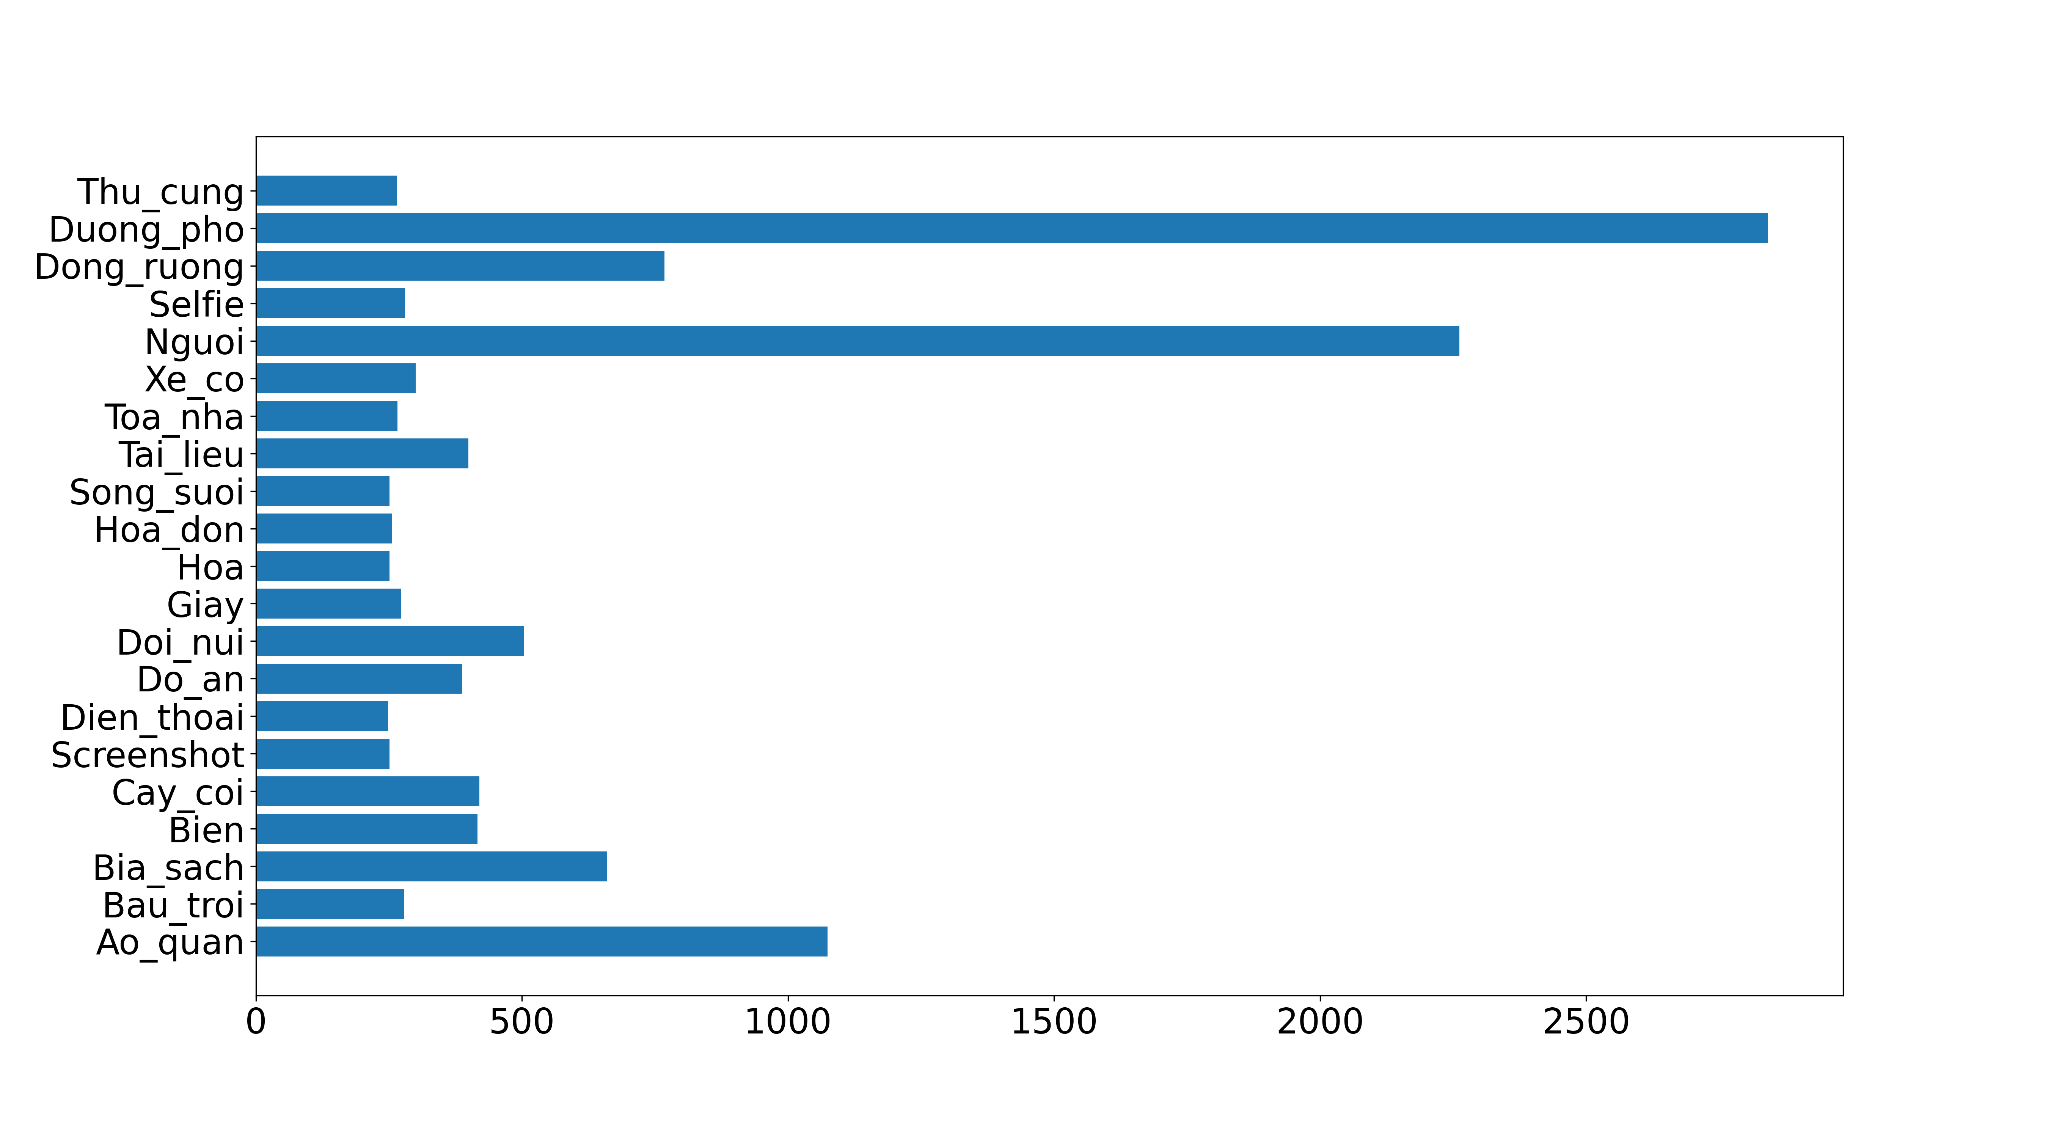 Thu_cung
Duong_pho
Dong_ruong
Selfie
Nguoi
Xe_co
Toa_nha
Tai_lieu
Song_suoi
Hoa_don
Hoa
Giay
Doi_nui
Do_an
Dien_thoai
Screenshot
Cay_coi
Bien
Bia_sach
Bau_troi
Ao_quan
0 500 1000 1500 2000 2500